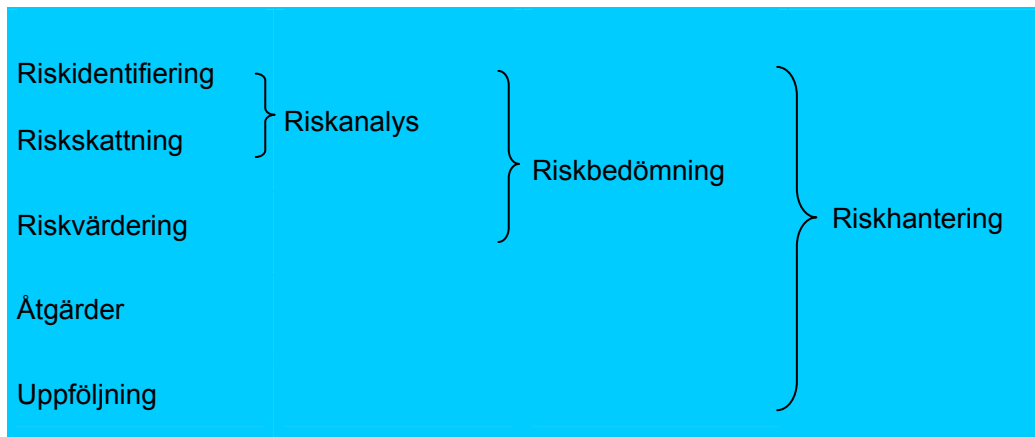 Riskidentifiering
Riskskattning
Riskanalys
Riskvärdering
Riskbedömning
Riskhantering
Åtgärder
Uppföljning